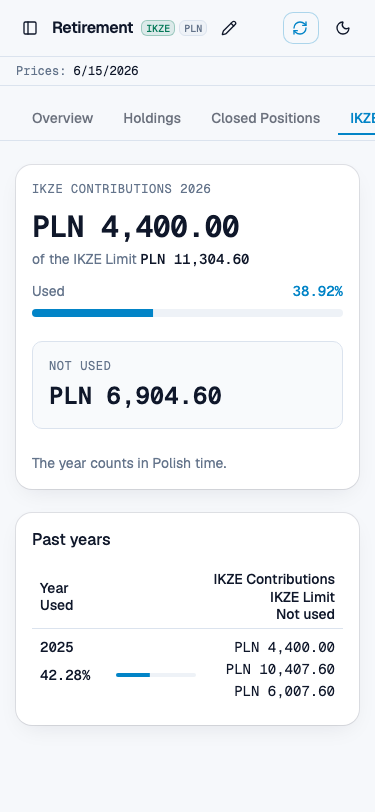 Retirement IKZE PLN
Prices: 6/15/2026
Overview Holdings Closed Positions IKZE
IKZE CONTRIBUTIONS 2026
PLN 4,400.00
of the IKZE Limit PLN 11,304.60
Used 38.92%
NOT USED
PLN 6,904.60
The year counts in Polish time.
Past years
Year
Used
IKZE Contributions
IKZE Limit
Not used
2025
42.28%
PLN 4,400.00
PLN 10,407.60
PLN 6,007.60